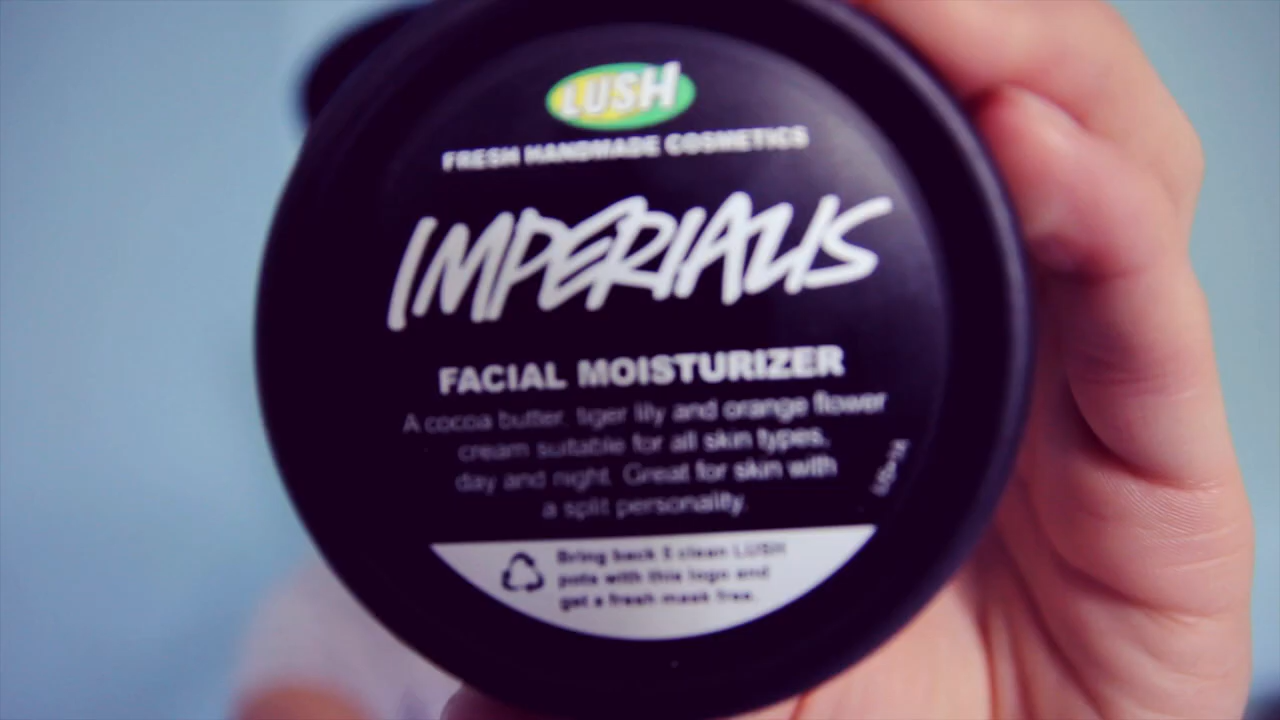 LUSH
FRESH HANDMADE COSMETICS
IMPERIALIS
FACIAL MOISTURIZER
A cocoa butter, tiger lily and orange flower
cream suitable for all skin types,
day and night. Great for skin with
a split personality.
Bring back 5 clean LUSH
pots with this logo and
get a fresh mask free.